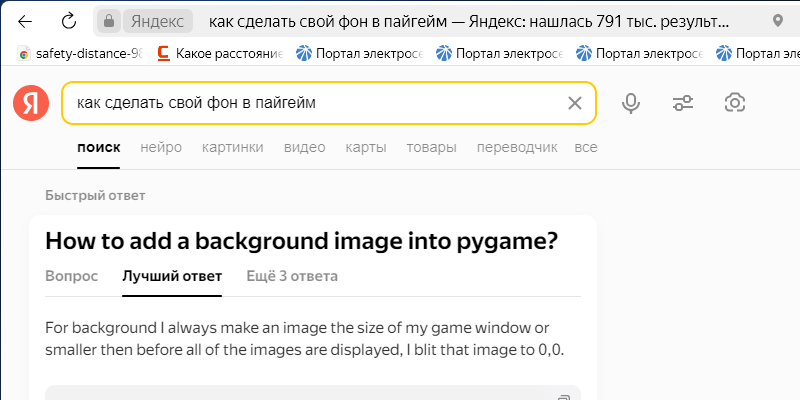 Яндекс как сделать свой фон в пайгейм — Яндекс: нашлась 791 тыс. результ...
safety-distance-98 Какое расстояние Портал электросе Портал электросе Портал электросе Портал эле
Я как сделать свой фон в пайгейм
поиск нейро картинки видео карты товары переводчик все
Быстрый ответ
How to add a background image into pygame?
Вопрос Лучший ответ Ещё 3 ответа
For background I always make an image the size of my game window or
smaller then before all of the images are displayed, I blit that image to 0,0.